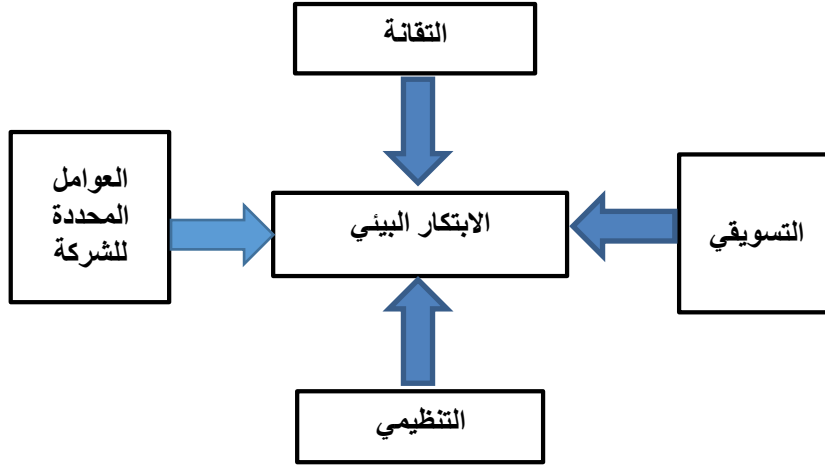 التقانة
العوامل
المحددة
للشركة
الابتكار البيئي
التسويقي
التنظيمي